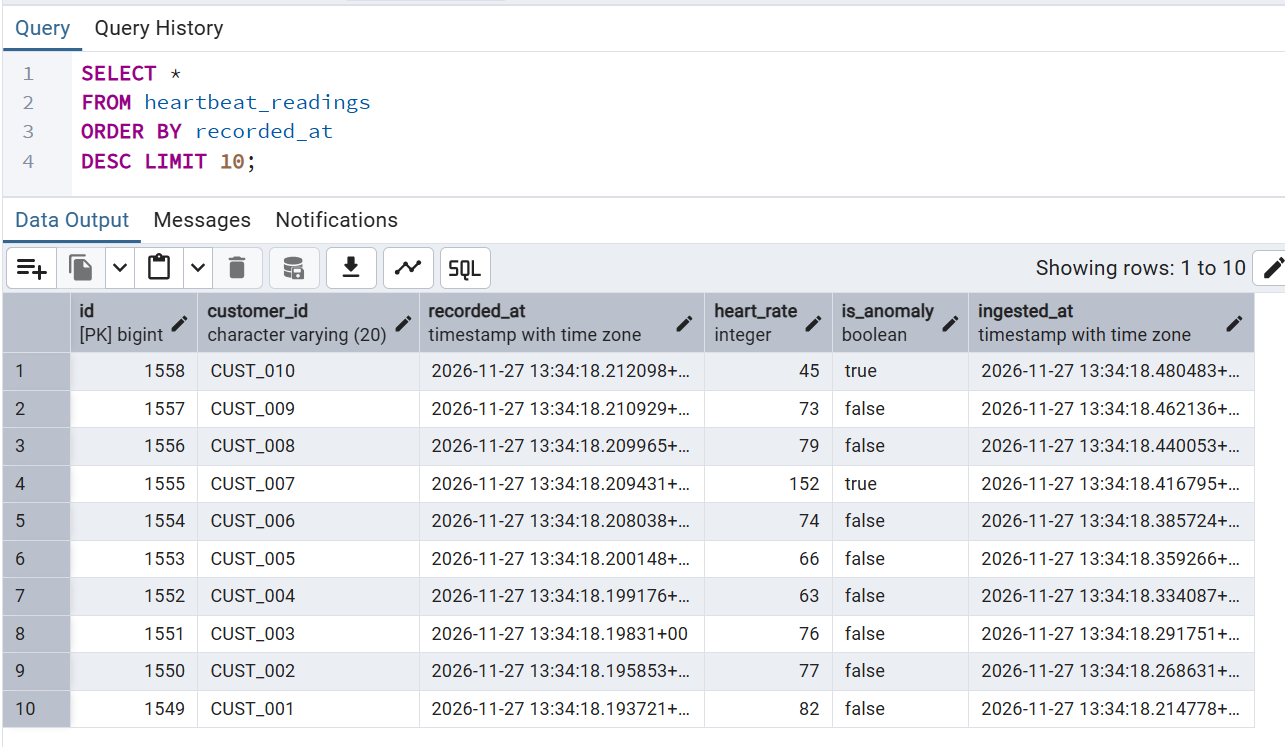 Query Query History
1 SELECT *
2 FROM heartbeat_readings
3 ORDER BY recorded_at
4 DESC LIMIT 10;
Data Output Messages Notifications
SQL Showing rows: 1 to 10
id customer_id recorded_at heart_rate is_anomaly ingested_at
[PK] bigint character varying (20) timestamp with time zone integer boolean timestamp with time zone
1 1558 CUST_010 2026-11-27 13:34:18.212098+... 45 true 2026-11-27 13:34:18.480483+...
2 1557 CUST_009 2026-11-27 13:34:18.210929+... 73 false 2026-11-27 13:34:18.462136+...
3 1556 CUST_008 2026-11-27 13:34:18.209965+... 79 false 2026-11-27 13:34:18.440053+...
4 1555 CUST_007 2026-11-27 13:34:18.209431+... 152 true 2026-11-27 13:34:18.416795+...
5 1554 CUST_006 2026-11-27 13:34:18.208038+... 74 false 2026-11-27 13:34:18.385724+...
6 1553 CUST_005 2026-11-27 13:34:18.200148+... 66 false 2026-11-27 13:34:18.359266+...
7 1552 CUST_004 2026-11-27 13:34:18.199176+... 63 false 2026-11-27 13:34:18.334087+...
8 1551 CUST_003 2026-11-27 13:34:18.19831+00 76 false 2026-11-27 13:34:18.291751+...
9 1550 CUST_002 2026-11-27 13:34:18.195853+... 77 false 2026-11-27 13:34:18.268631+...
10 1549 CUST_001 2026-11-27 13:34:18.193721+... 82 false 2026-11-27 13:34:18.214778+...